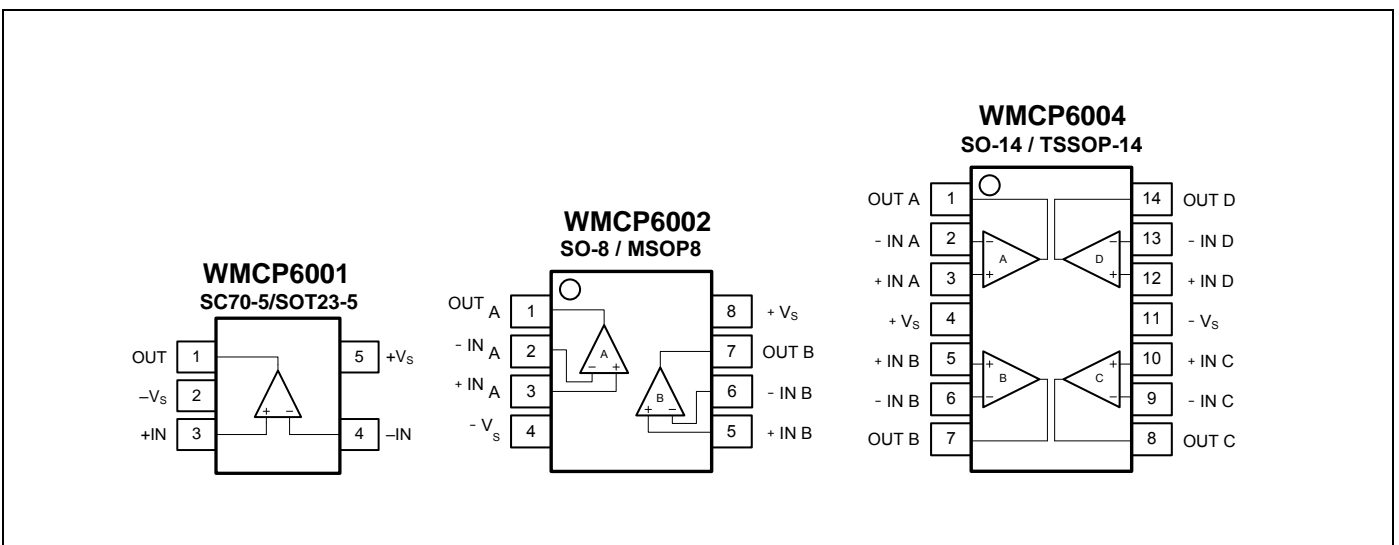 WMCP6001
SC70-5/SOT23-5
OUT 1
–VS 2
+IN 3
5 +VS
4 –IN
+ −
WMCP6002
SO-8 / MSOP8
OUT A 1
- IN A 2
+ IN A 3
- VS 4
8 + VS
7 OUT B
6 - IN B
5 + IN B
A
− +
B
+ −
WMCP6004
SO-14 / TSSOP-14
OUT A 1
- IN A 2
+ IN A 3
+ VS 4
+ IN B 5
- IN B 6
OUT B 7
14 OUT D
13 - IN D
12 + IN D
11 - VS
10 + IN C
9 - IN C
8 OUT C
−
A
+
−
D
+
+
B
−
+
C
−